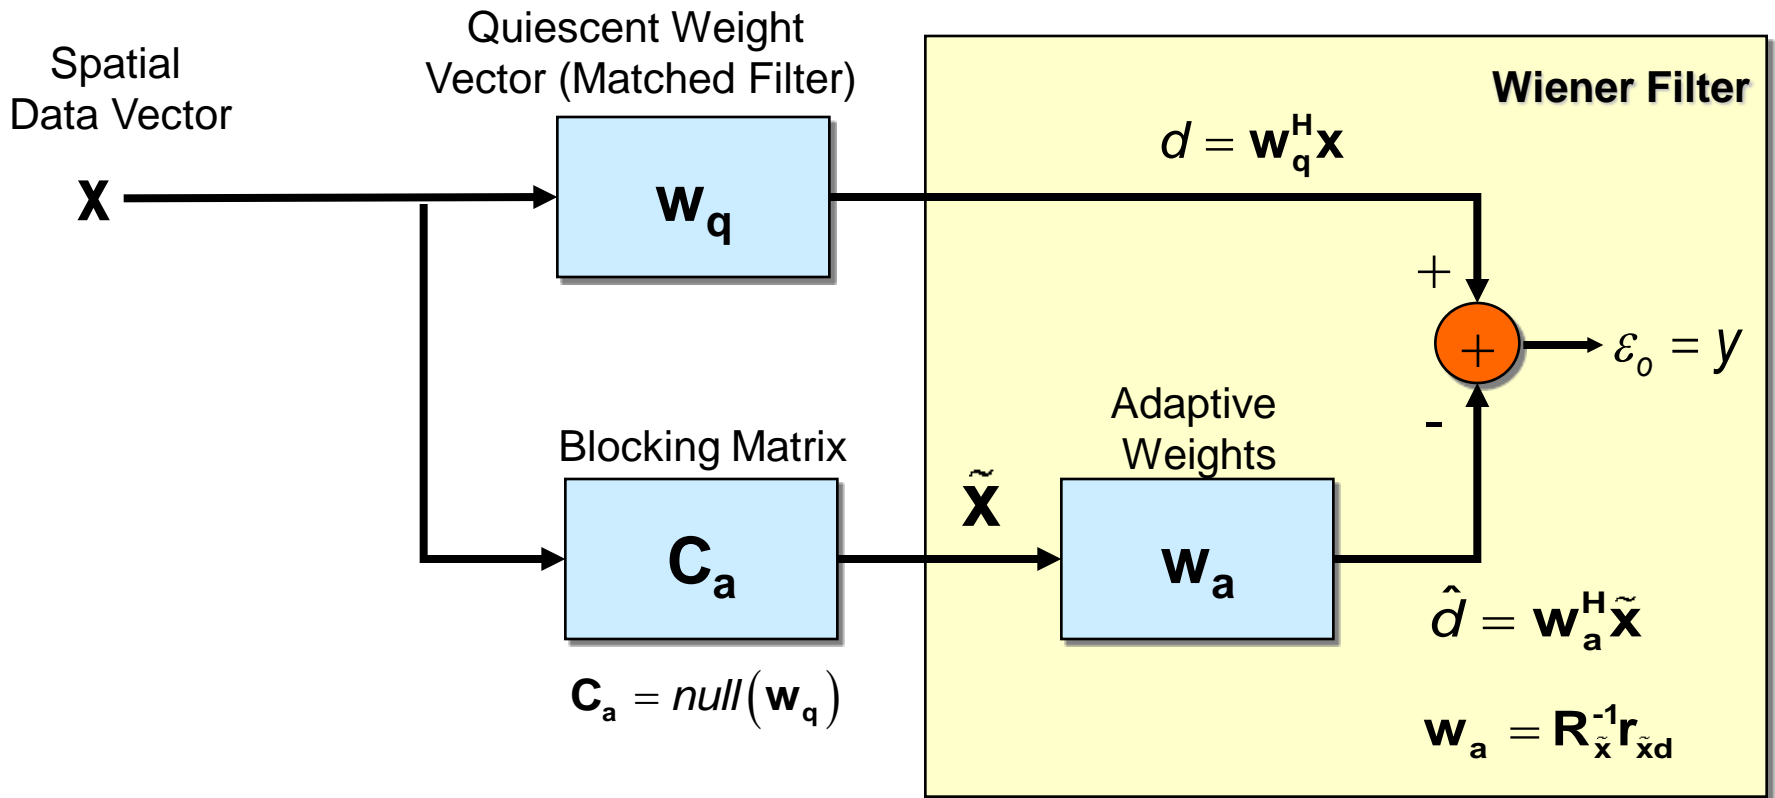 Spatial
Data Vector
x
Quiescent Weight
Vector (Matched Filter)
w_q
Wiener Filter
d = w_q^H x
+
+
ε_o = y
-
Blocking Matrix
C_a
C_a = null(w_q)
x̃
Adaptive
Weights
w_a
d̂ = w_a^H x̃
w_a = R_x̃^-1 r_x̃d